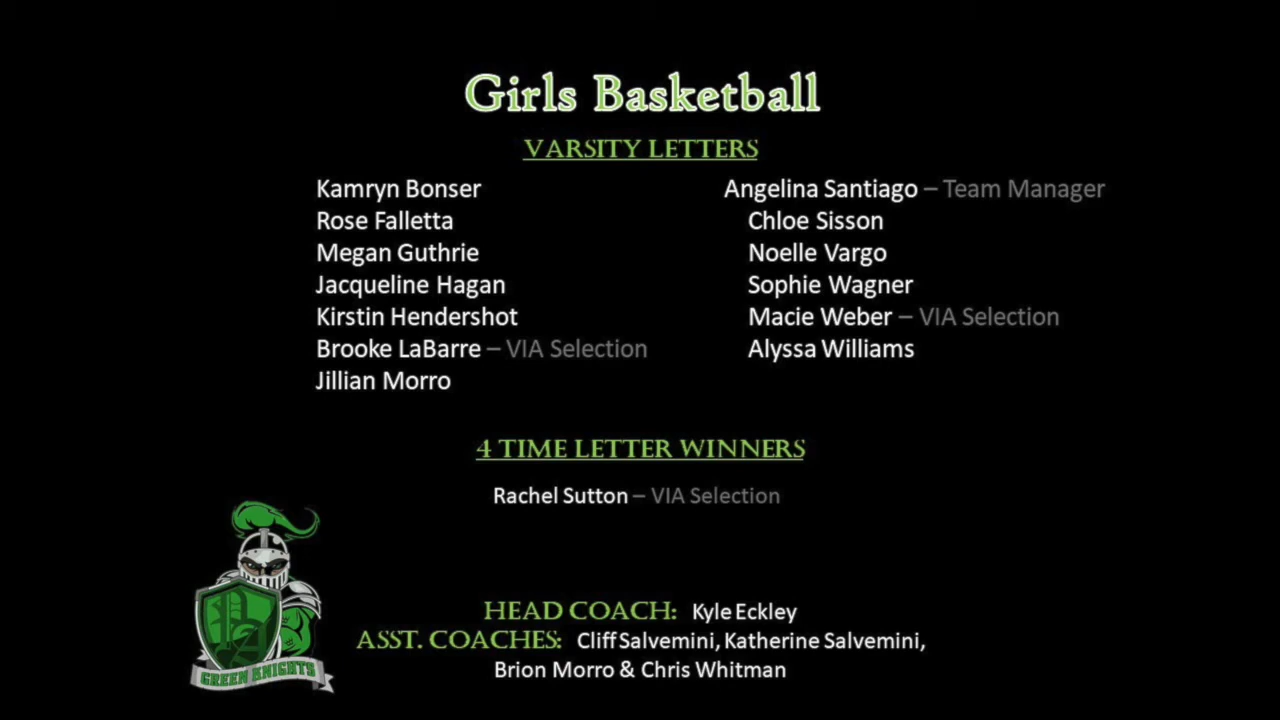 Girls Basketball
VARSITY LETTERS
Kamryn Bonser
Rose Falletta
Megan Guthrie
Jacqueline Hagan
Kirstin Hendershot
Brooke LaBarre – VIA Selection
Jillian Morro
Angelina Santiago – Team Manager
Chloe Sisson
Noelle Vargo
Sophie Wagner
Macie Weber – VIA Selection
Alyssa Williams
4 TIME LETTER WINNERS
Rachel Sutton – VIA Selection
HEAD COACH: Kyle Eckley
ASST. COACHES: Cliff Salvemini, Katherine Salvemini,
Brion Morro & Chris Whitman
PA
GREEN KNIGHTS